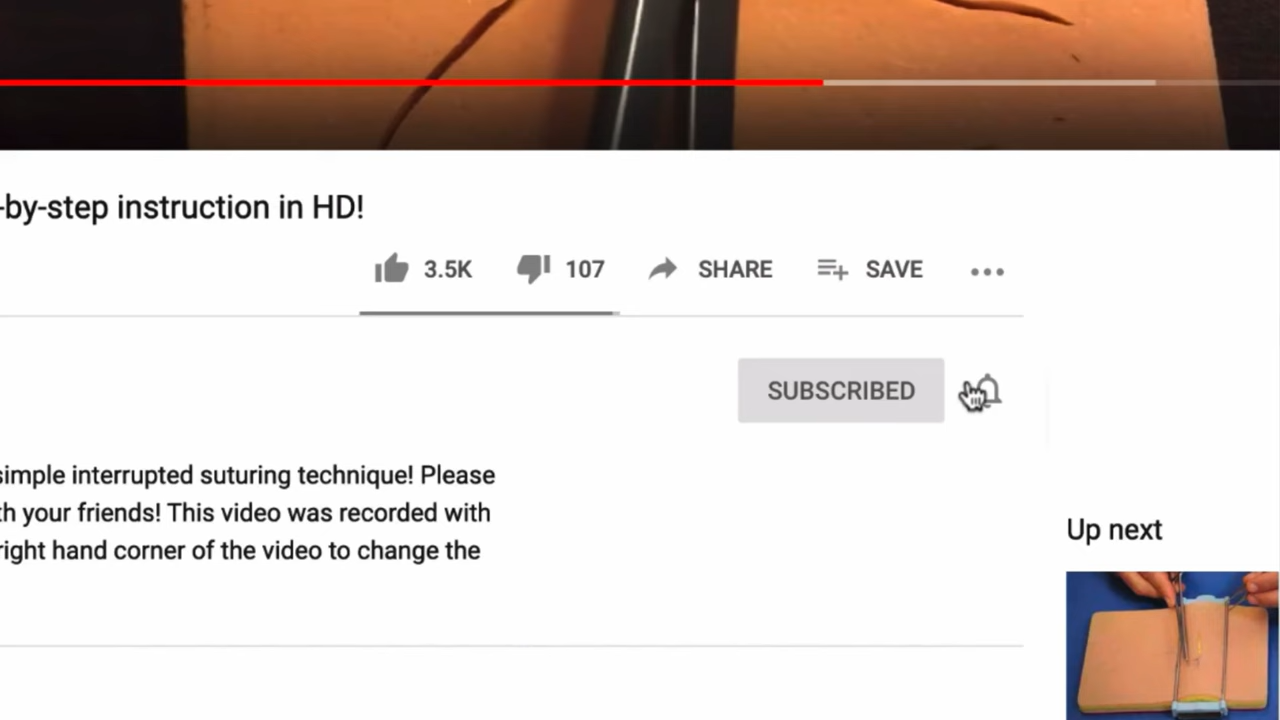 -by-step instruction in HD!
3.5K 107 SHARE SAVE
SUBSCRIBED
simple interrupted suturing technique! Please
th your friends! This video was recorded with
right hand corner of the video to change the
Up next